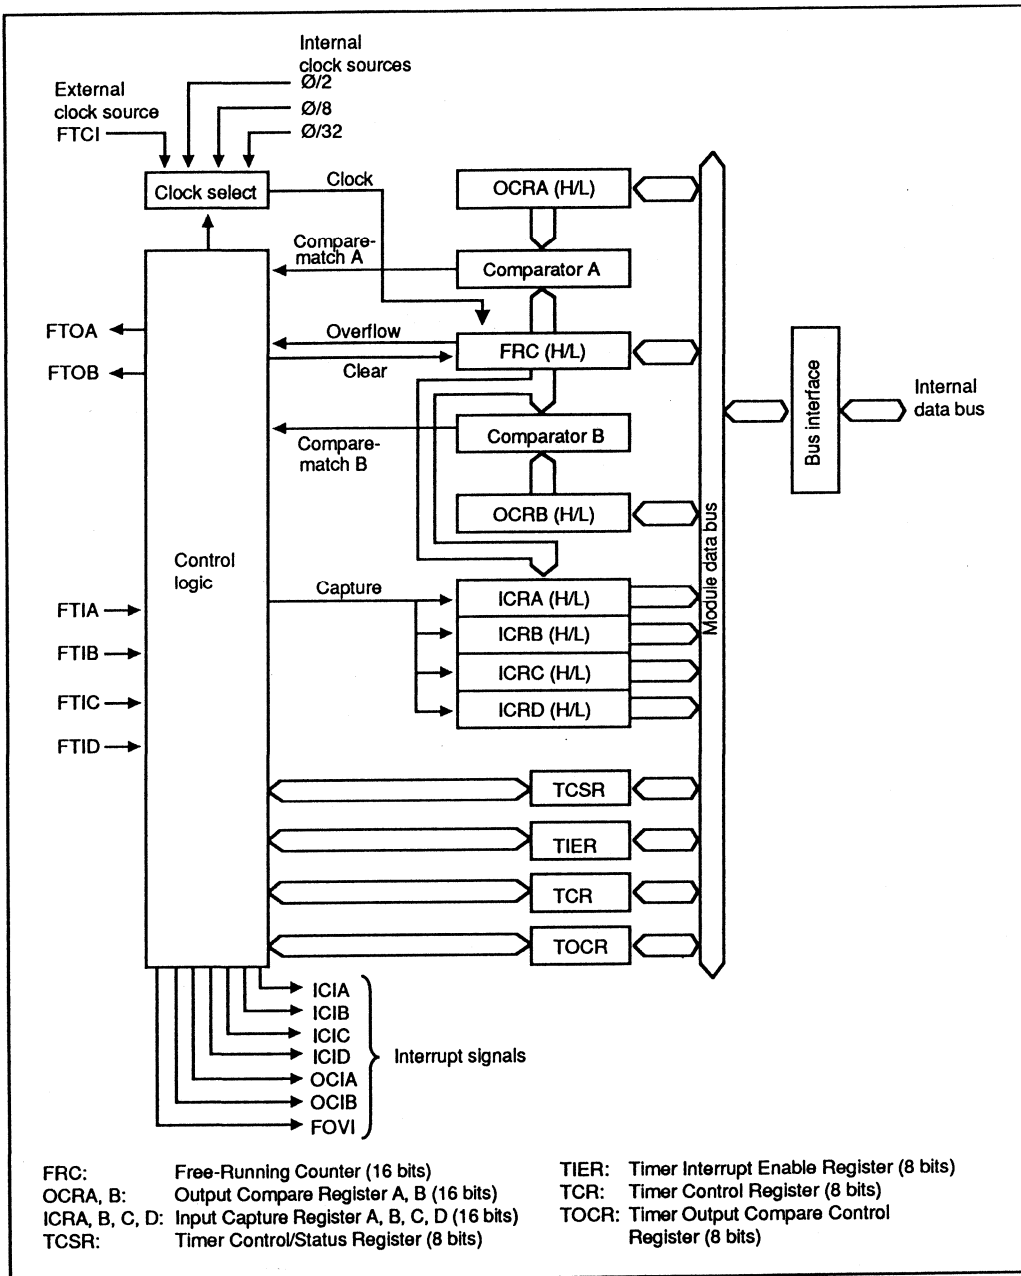 Internal
clock sources
Ø/2
External
clock source
Ø/8
FTCI
Ø/32
Clock select
Clock
OCRA (H/L)
Compare-
match A
Comparator A
FTOA
Overflow
FRC (H/L)
FTOB
Clear
Bus interface
Internal
data bus
Compare-
match B
Comparator B
OCRB (H/L)
Module data bus
Control
logic
Capture
ICRA (H/L)
FTIA
ICRB (H/L)
FTIB
ICRC (H/L)
FTIC
ICRD (H/L)
FTID
TCSR
TIER
TCR
TOCR
ICIA
ICIB
ICIC
ICID
Interrupt signals
OCIA
OCIB
FOVI
FRC: Free-Running Counter (16 bits)
OCRA, B: Output Compare Register A, B (16 bits)
ICRA, B, C, D: Input Capture Register A, B, C, D (16 bits)
TCSR: Timer Control/Status Register (8 bits)
TIER: Timer Interrupt Enable Register (8 bits)
TCR: Timer Control Register (8 bits)
TOCR: Timer Output Compare Control
Register (8 bits)